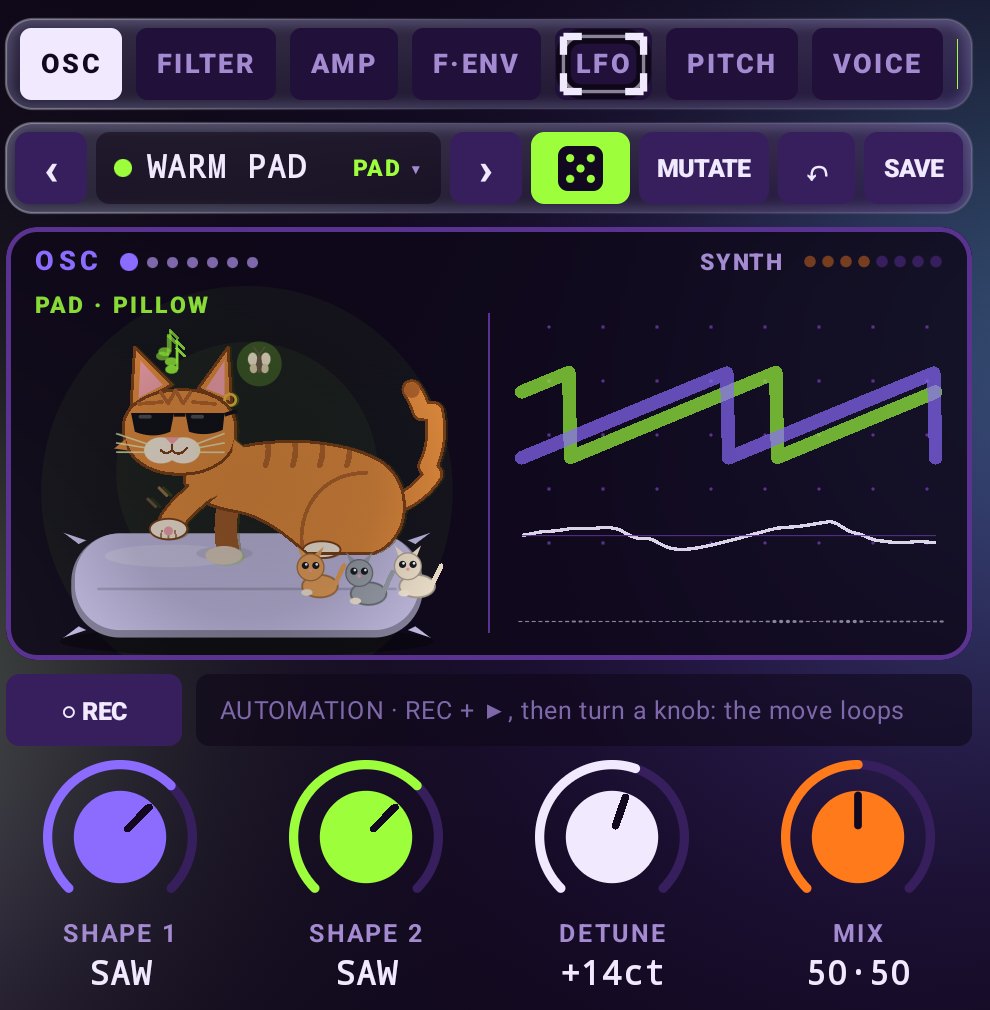 OSC FILTER AMP F·ENV LFO PITCH VOICE
‹ WARM PAD PAD ▾ › MUTATE ↶ SAVE
OSC SYNTH
PAD · PILLOW
○ REC AUTOMATION · REC + ►, then turn a knob: the move loops
SHAPE 1 SHAPE 2 DETUNE MIX
SAW SAW +14ct 50·50